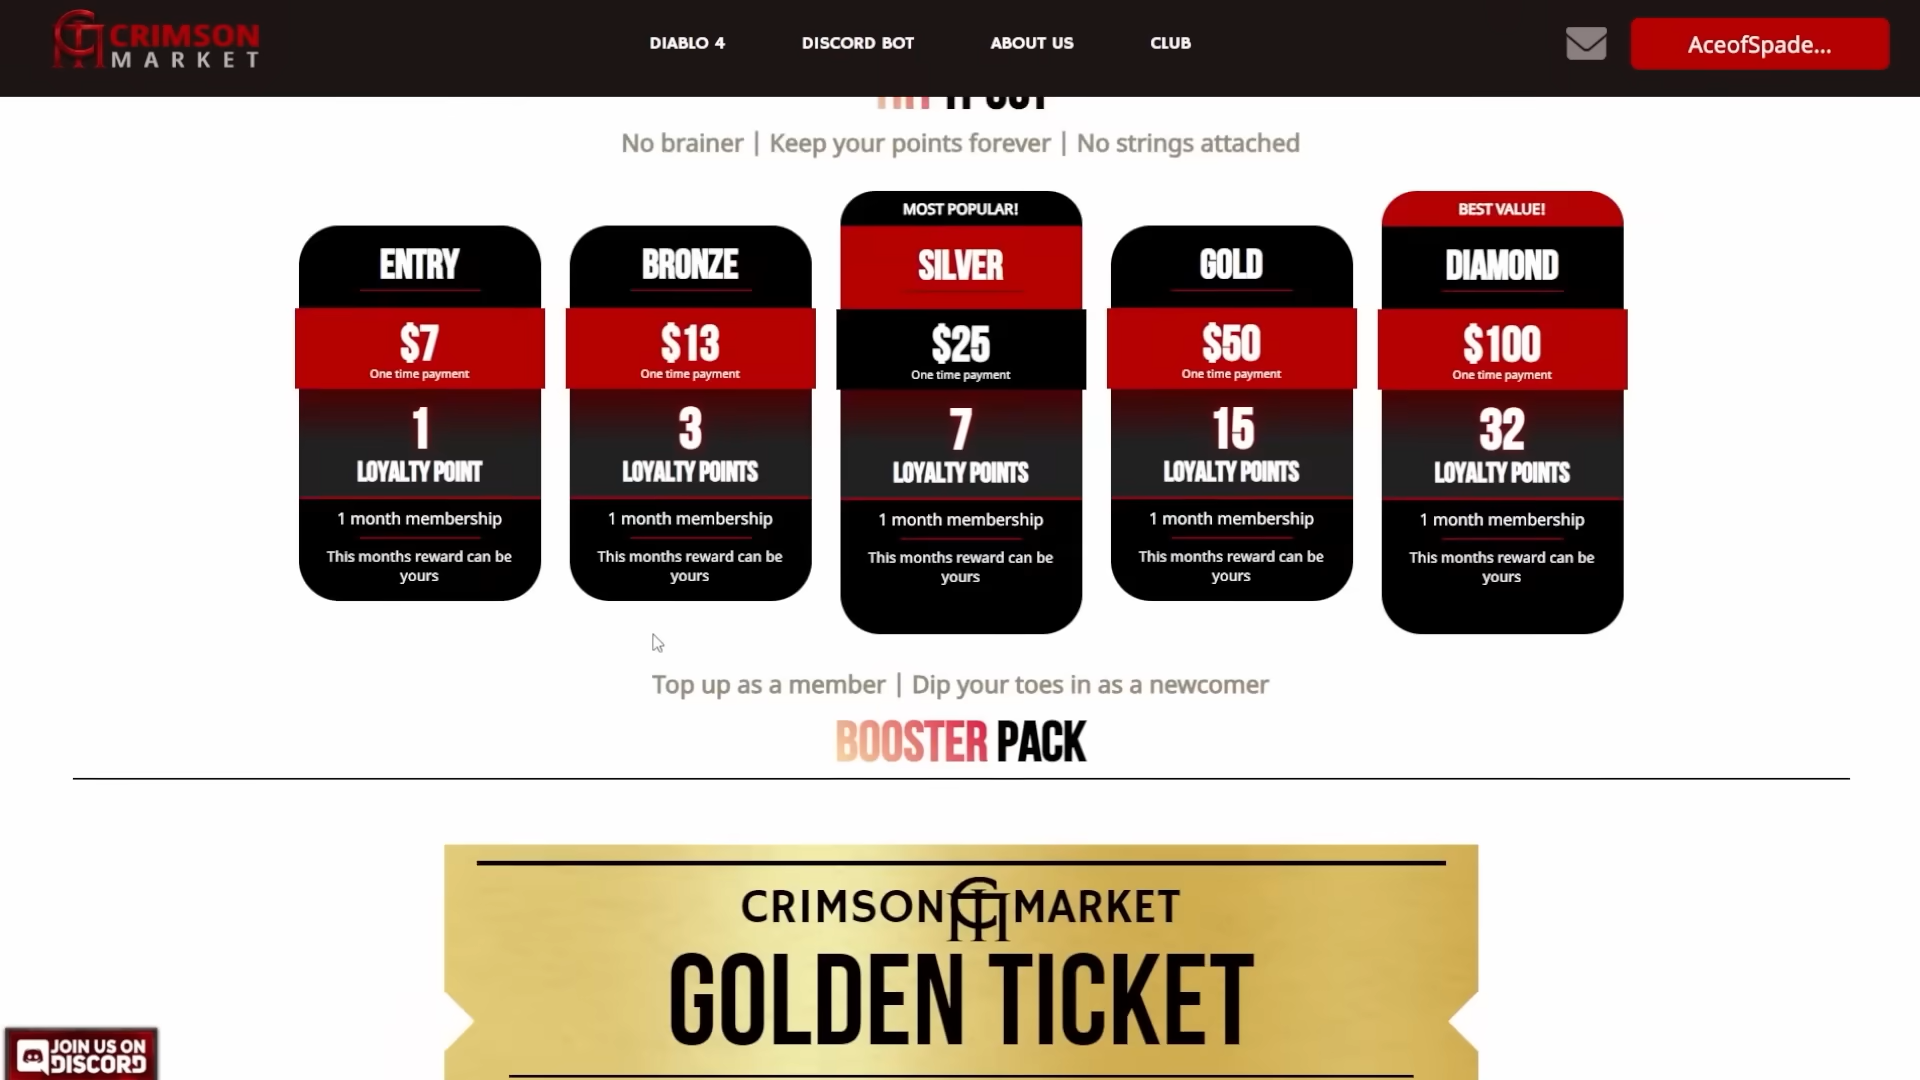 CRIMSON
MARKET
DIABLO 4
DISCORD BOT
ABOUT US
CLUB
AceofSpade...
No brainer | Keep your points forever | No strings attached
ENTRY
$7
One time payment
1
LOYALTY POINT
1 month membership
This months reward can be
yours
BRONZE
$13
One time payment
3
LOYALTY POINTS
1 month membership
This months reward can be
yours
MOST POPULAR!
SILVER
$25
One time payment
7
LOYALTY POINTS
1 month membership
This months reward can be
yours
GOLD
$50
One time payment
15
LOYALTY POINTS
1 month membership
This months reward can be
yours
BEST VALUE!
DIAMOND
$100
One time payment
32
LOYALTY POINTS
1 month membership
This months reward can be
yours
Top up as a member | Dip your toes in as a newcomer
BOOSTER PACK
CRIMSON MARKET
GOLDEN TICKET
JOIN US ON
DISCORD